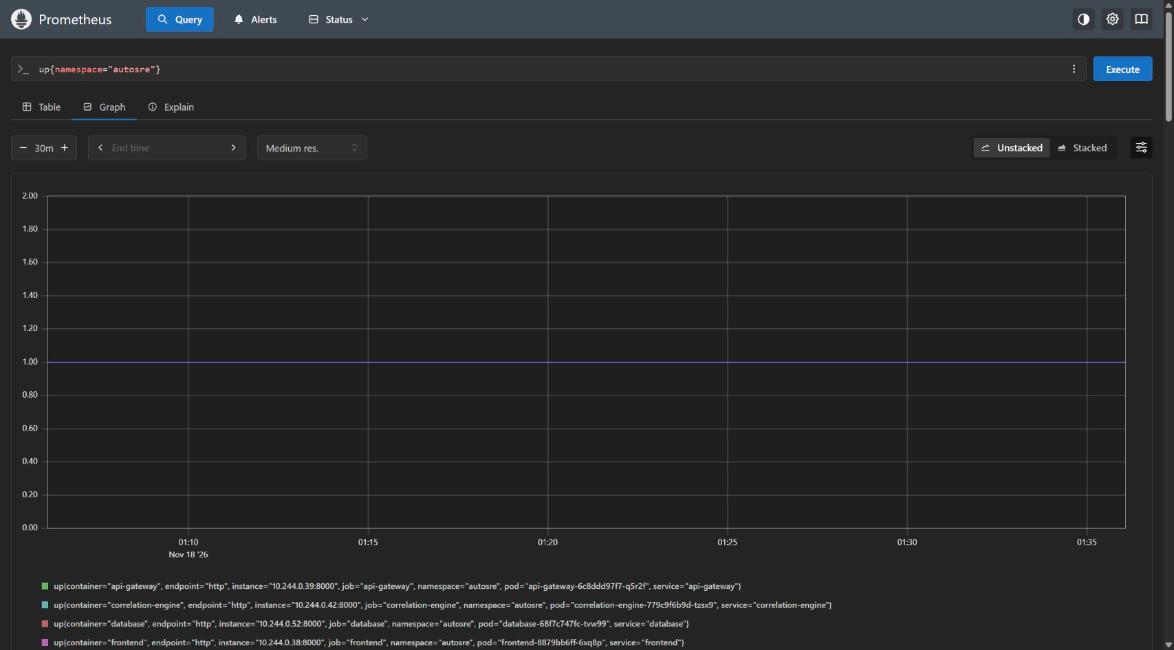 Prometheus Query Alerts Status
>_ up{namespace="autosre"} Execute
Table Graph Explain
− 30m + End time Medium res. Unstacked Stacked
2.00
1.80
1.60
1.40
1.20
1.00
0.80
0.60
0.40
0.20
0.00
01:10 01:15 01:20 01:25 01:30 01:35
Nov 18 '26
up{container="api-gateway", endpoint="http", instance="10.244.0.39:8000", job="api-gateway", namespace="autosre", pod="api-gateway-6c8ddd97f7-q5r2f", service="api-gateway"}
up{container="correlation-engine", endpoint="http", instance="10.244.0.42:8000", job="correlation-engine", namespace="autosre", pod="correlation-engine-779c9f6b9d-tzsx9", service="correlation-engine"}
up{container="database", endpoint="http", instance="10.244.0.52:8000", job="database", namespace="autosre", pod="database-68f7c747fc-tvw99", service="database"}
up{container="frontend", endpoint="http", instance="10.244.0.38:8000", job="frontend", namespace="autosre", pod="frontend-8879bb6ff-6xq8p", service="frontend"}